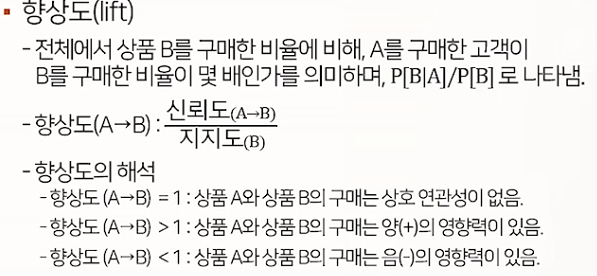 ▪ 향상도(lift)
- 전체에서 상품 B를 구매한 비율에 비해, A를 구매한 고객이
B를 구매한 비율이 몇 배인가를 의미하며, P[B|A]/P[B] 로 나타냄.
- 향상도(A→B) : 신뢰도(A→B)
지지도(B)
- 향상도의 해석
- 향상도 (A→B) = 1 : 상품 A와 상품 B의 구매는 상호 연관성이 없음.
- 향상도 (A→B) > 1 : 상품 A와 상품 B의 구매는 양(+)의 영향력이 있음.
- 향상도 (A→B) < 1 : 상품 A와 상품 B의 구매는 음(-)의 영향력이 있음.